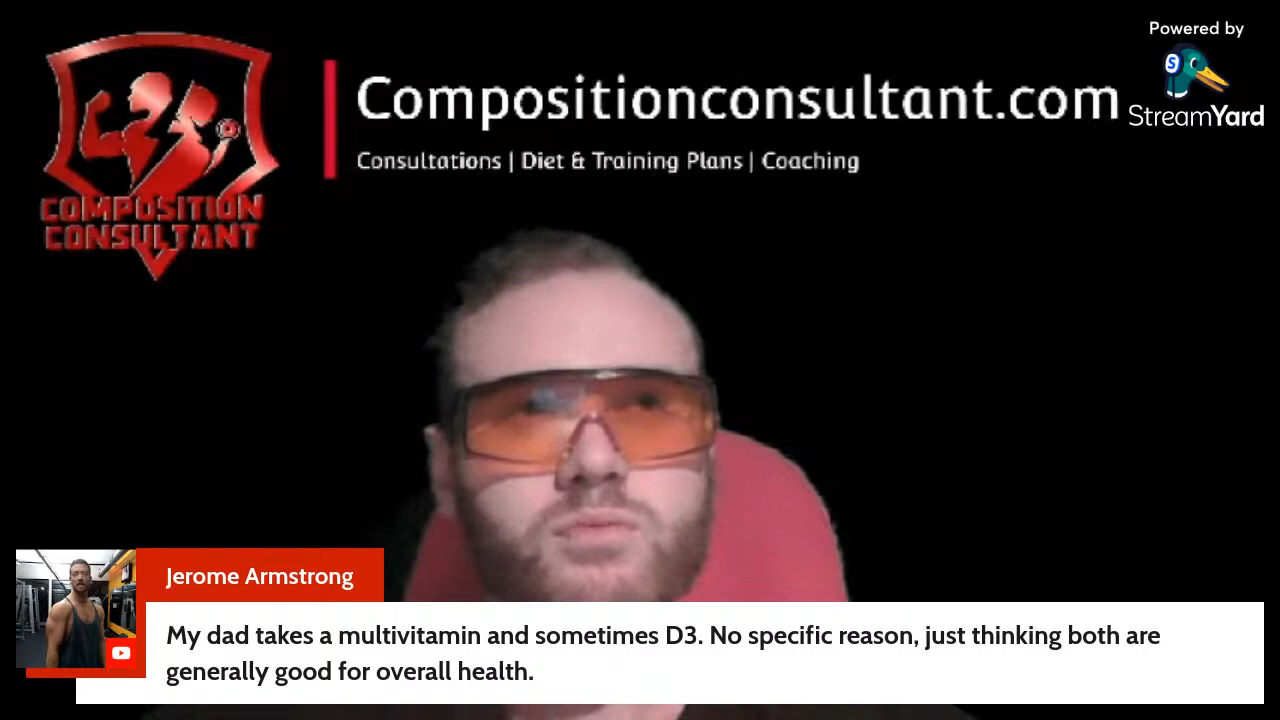 Powered by
S
StreamYard
Compositionconsultant.com
Consultations | Diet & Training Plans | Coaching
COMPOSITION
CONSULTANT
Jerome Armstrong
My dad takes a multivitamin and sometimes D3. No specific reason, just thinking both are
generally good for overall health.